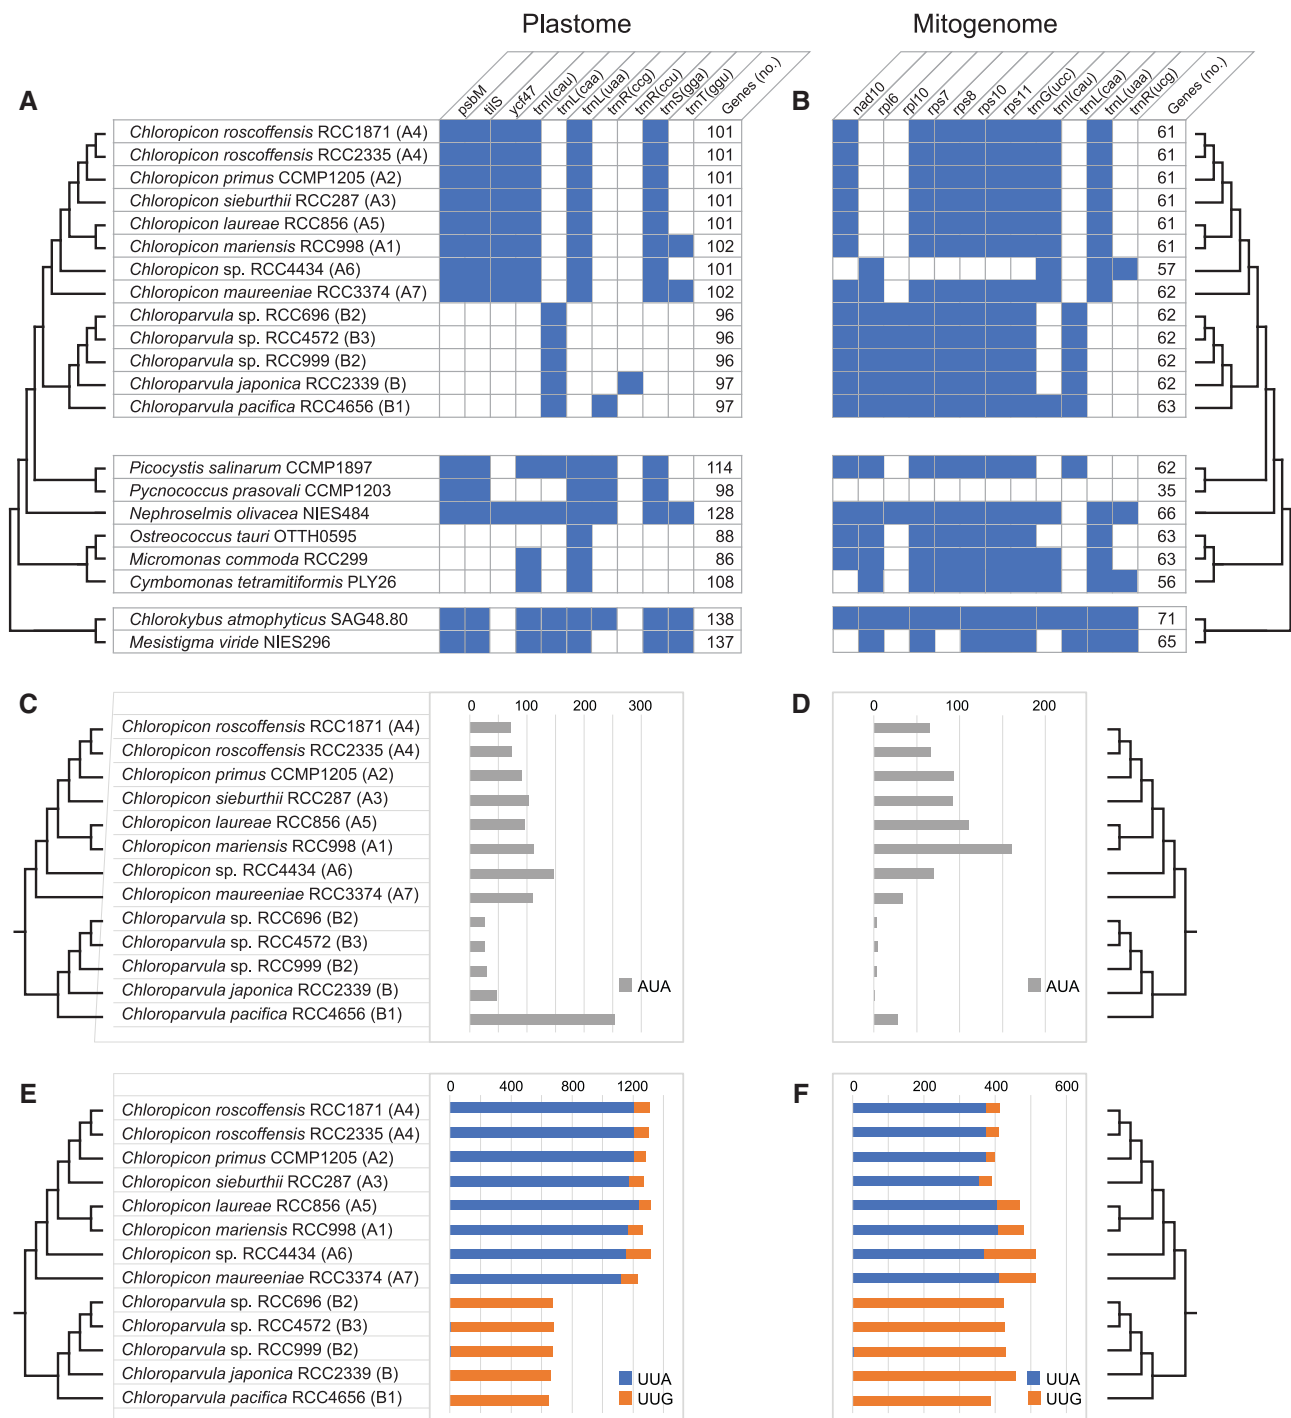 Plastome
Mitogenome
A
psbM
tilS
ycf47
trnI(cau)
trnL(caa)
trnL(uaa)
trnR(ccg)
trnR(ccu)
trnS(gga)
trnT(ggu)
Genes (no.)
B
nad10
rpl6
rpl10
rps7
rps8
rps10
rps11
trnG(ucc)
trnI(cau)
trnL(caa)
trnL(uaa)
trnR(ucg)
Genes (no.)
Chloropicon roscoffensis RCC1871 (A4) 101 61
Chloropicon roscoffensis RCC2335 (A4) 101 61
Chloropicon primus CCMP1205 (A2) 101 61
Chloropicon sieburthii RCC287 (A3) 101 61
Chloropicon laureae RCC856 (A5) 101 61
Chloropicon mariensis RCC998 (A1) 102 61
Chloropicon sp. RCC4434 (A6) 101 57
Chloropicon maureeniae RCC3374 (A7) 102 62
Chloroparvula sp. RCC696 (B2) 96 62
Chloroparvula sp. RCC4572 (B3) 96 62
Chloroparvula sp. RCC999 (B2) 96 62
Chloroparvula japonica RCC2339 (B) 97 62
Chloroparvula pacifica RCC4656 (B1) 97 63
Picocystis salinarum CCMP1897 114 62
Pycnococcus prasovali CCMP1203 98 35
Nephroselmis olivacea NIES484 128 66
Ostreococcus tauri OTTH0595 88 63
Micromonas commoda RCC299 86 63
Cymbomonas tetramitiformis PLY26 108 56
Chlorokybus atmophyticus SAG48.80 138 71
Mesistigma viride NIES296 137 65
C
0 100 200 300
D
0 100 200
Chloropicon roscoffensis RCC1871 (A4)
Chloropicon roscoffensis RCC2335 (A4)
Chloropicon primus CCMP1205 (A2)
Chloropicon sieburthii RCC287 (A3)
Chloropicon laureae RCC856 (A5)
Chloropicon mariensis RCC998 (A1)
Chloropicon sp. RCC4434 (A6)
Chloropicon maureeniae RCC3374 (A7)
Chloroparvula sp. RCC696 (B2)
Chloroparvula sp. RCC4572 (B3)
Chloroparvula sp. RCC999 (B2)
Chloroparvula japonica RCC2339 (B)
Chloroparvula pacifica RCC4656 (B1)
AUA
AUA
E
0 400 800 1200
F
0 200 400 600
Chloropicon roscoffensis RCC1871 (A4)
Chloropicon roscoffensis RCC2335 (A4)
Chloropicon primus CCMP1205 (A2)
Chloropicon sieburthii RCC287 (A3)
Chloropicon laureae RCC856 (A5)
Chloropicon mariensis RCC998 (A1)
Chloropicon sp. RCC4434 (A6)
Chloropicon maureeniae RCC3374 (A7)
Chloroparvula sp. RCC696 (B2)
Chloroparvula sp. RCC4572 (B3)
Chloroparvula sp. RCC999 (B2)
Chloroparvula japonica RCC2339 (B)
Chloroparvula pacifica RCC4656 (B1)
UUA
UUG
UUA
UUG